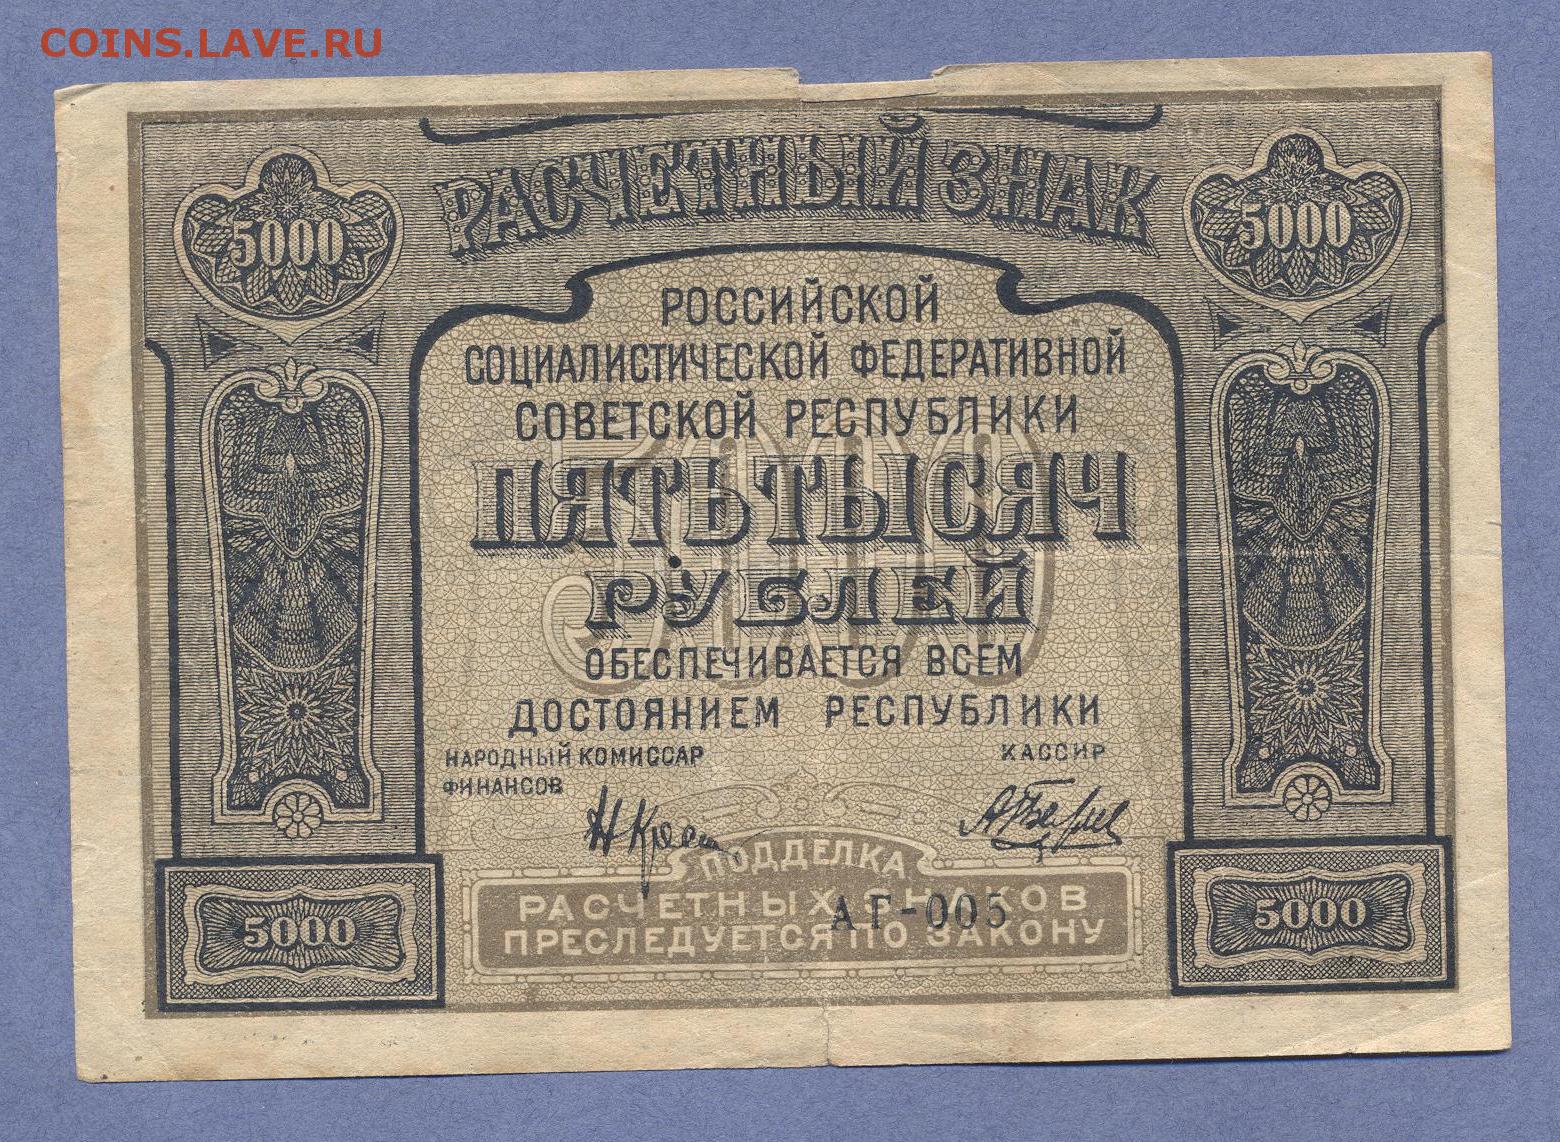 COINS.LAVE.RU
РАСЧЕТНЫЙ ЗНАК
5000
5000
РОССИЙСКОЙ
СОЦИАЛИСТИЧЕСКОЙ ФЕДЕРАТИВНОЙ
СОВЕТСКОЙ РЕСПУБЛИКИ
5000
ПЯТЬ ТЫСЯЧ
РУБЛЕЙ
ОБЕСПЕЧИВАЕТСЯ ВСЕМ
ДОСТОЯНИЕМ РЕСПУБЛИКИ
НАРОДНЫЙ КОМИССАР
ФИНАНСОВ
КАССИР
ПОДДЕЛКА
РАСЧЕТНЫХ ЗНАКОВ
ПРЕСЛЕДУЕТСЯ ПО ЗАКОНУ
АГ-005
5000
5000